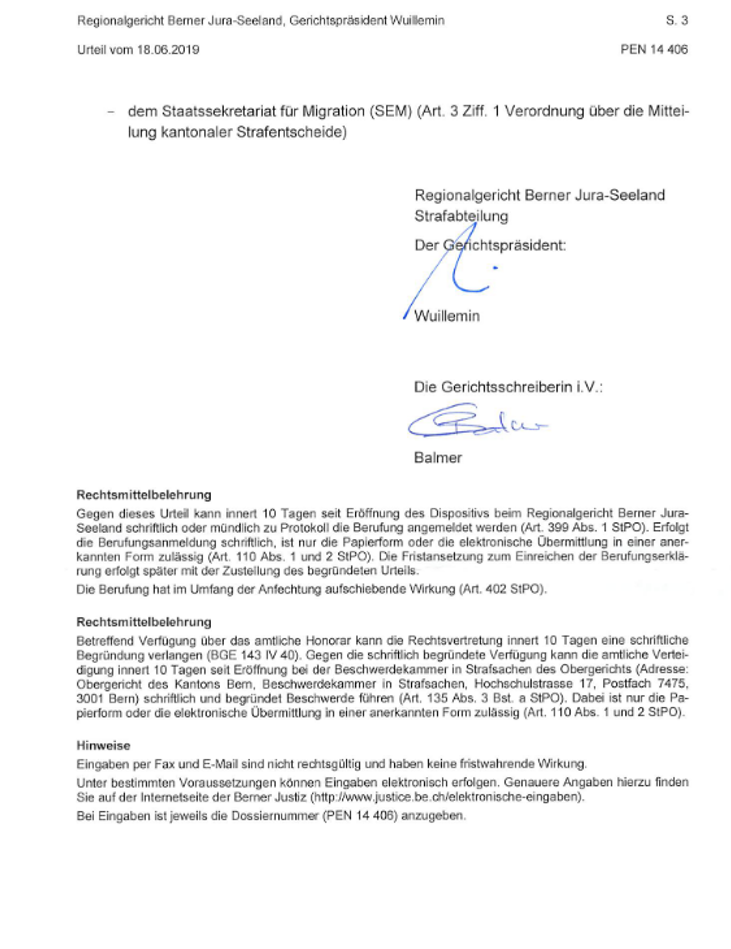 Regionalgericht Berner Jura-Seeland, Gerichtspräsident Wuillemin S. 3
Urteil vom 18.06.2019 PEN 14 406
– dem Staatssekretariat für Migration (SEM) (Art. 3 Ziff. 1 Verordnung über die Mittei-
lung kantonaler Strafentscheide)
Regionalgericht Berner Jura-Seeland
Strafabteilung
Der Gerichtspräsident:
Wuillemin
Die Gerichtsschreiberin i.V.:
Balmer
Balmer
Rechtsmittelbelehrung
Gegen dieses Urteil kann innert 10 Tagen seit Eröffnung des Dispositivs beim Regionalgericht Berner Jura-
Seeland schriftlich oder mündlich zu Protokoll die Berufung angemeldet werden (Art. 399 Abs. 1 StPO). Erfolgt
die Berufungsanmeldung schriftlich, ist nur die Papierform oder die elektronische Übermittlung in einer aner-
kannten Form zulässig (Art. 110 Abs. 1 und 2 StPO). Die Fristansetzung zum Einreichen der Berufungserklä-
rung erfolgt später mit der Zustellung des begründeten Urteils.
Die Berufung hat im Umfang der Anfechtung aufschiebende Wirkung (Art. 402 StPO).
Rechtsmittelbelehrung
Betreffend Verfügung über das amtliche Honorar kann die Rechtsvertretung innert 10 Tagen eine schriftliche
Begründung verlangen (BGE 143 IV 40). Gegen die schriftlich begründete Verfügung kann die amtliche Vertei-
digung innert 10 Tagen seit Eröffnung bei der Beschwerdekammer in Strafsachen des Obergerichts (Adresse:
Obergericht des Kantons Bern, Beschwerdekammer in Strafsachen, Hochschulstrasse 17, Postfach 7475,
3001 Bern) schriftlich und begründet Beschwerde führen (Art. 135 Abs. 3 Bst. a StPO). Dabei ist nur die Pa-
pierform oder die elektronische Übermittlung in einer anerkannten Form zulässig (Art. 110 Abs. 1 und 2 StPO).
Hinweise
Eingaben per Fax und E-Mail sind nicht rechtsgültig und haben keine fristwahrende Wirkung.
Unter bestimmten Voraussetzungen können Eingaben elektronisch erfolgen. Genauere Angaben hierzu finden
Sie auf der Internetseite der Berner Justiz (http://www.justice.be.ch/elektronische-eingaben).
Bei Eingaben ist jeweils die Dossiernummer (PEN 14 406) anzugeben.